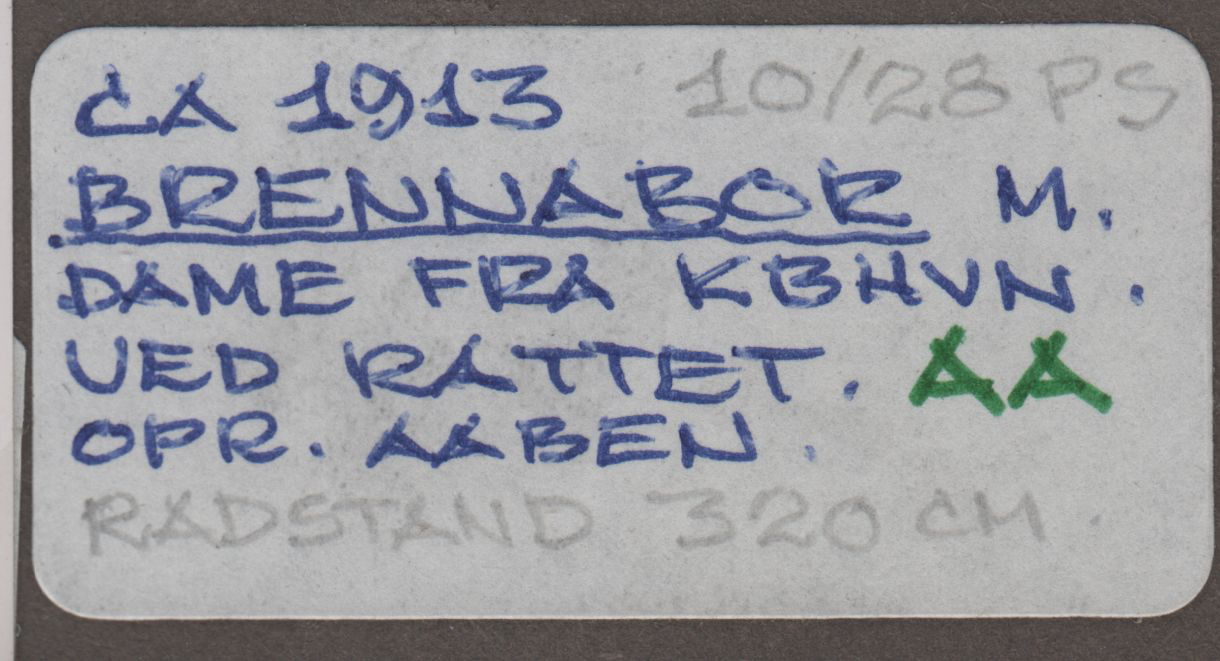 CA 1913 10/28 PS
BRENNABOR M.
DAME FRA KBHVN.
VED RATTET. AA
OPR. AABEN.
RADSTAND 320 CM